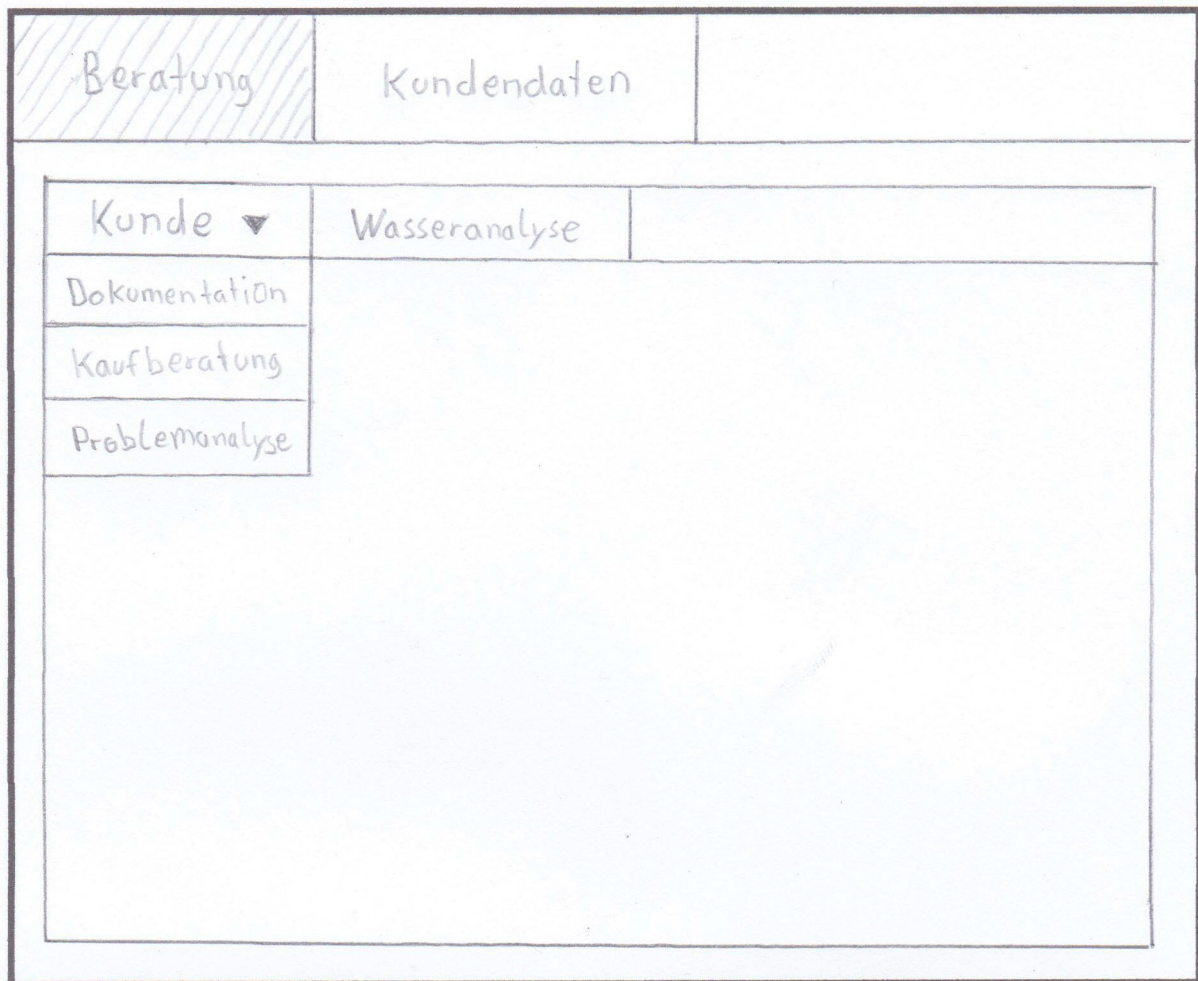 Beratung Kundendaten
Kunde Wasseranalyse
Dokumentation
Kaufberatung
Problemanalyse